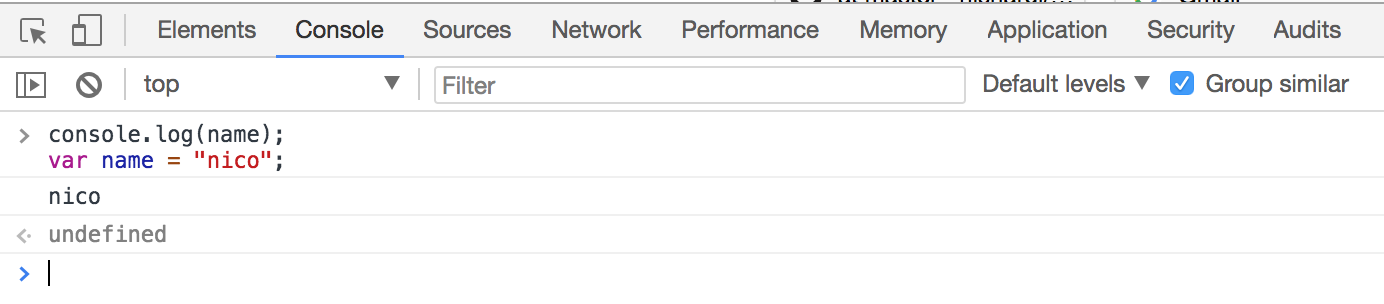 Elements Console Sources Network Performance Memory Application Security Audits
top Filter Default levels Group similar
console.log(name);
var name = "nico";
nico
undefined